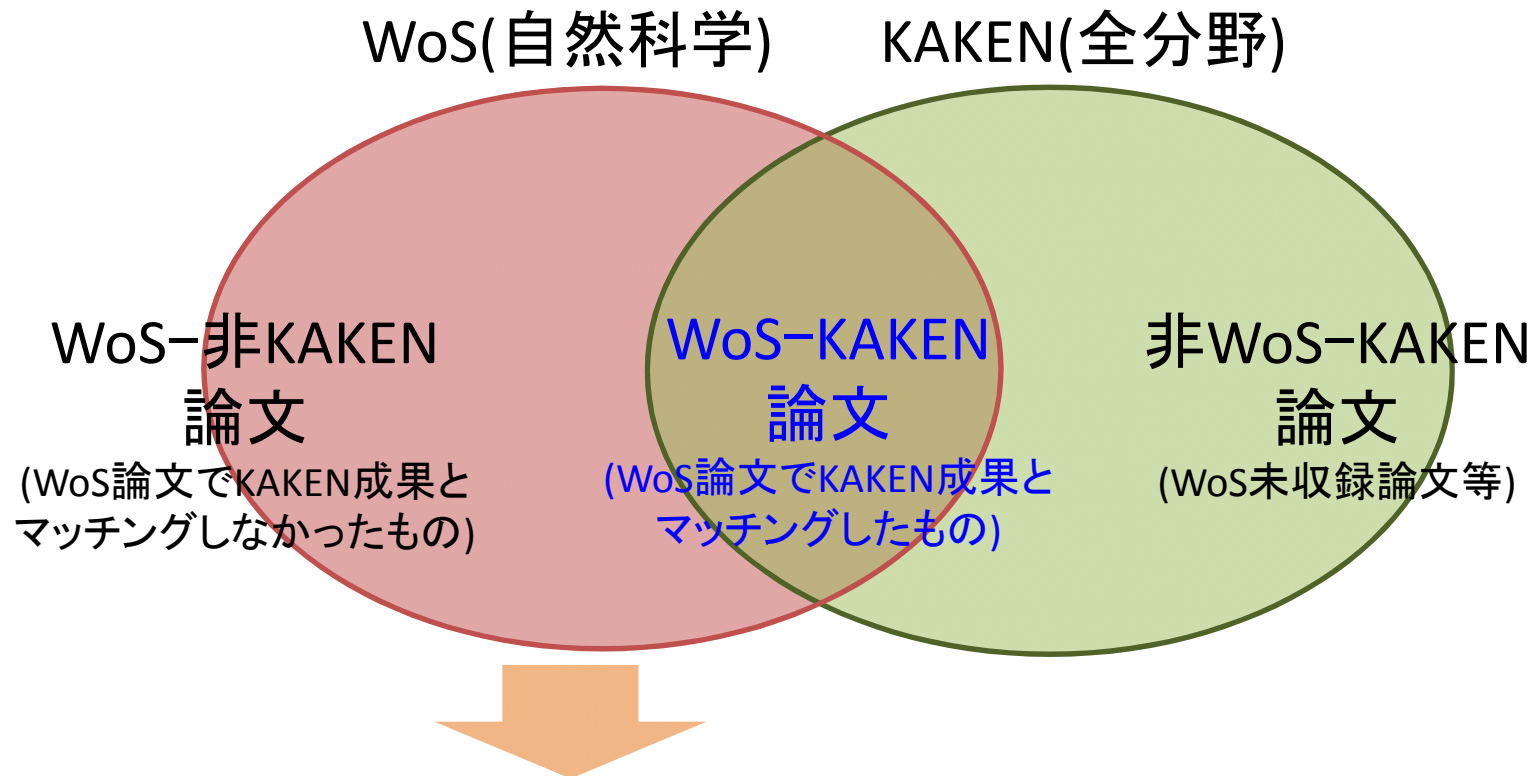 WoS(自然科学)
KAKEN(全分野)
WoS−非KAKEN
論文
(WoS論文でKAKEN成果と
マッチングしなかったもの)
WoS−KAKEN
論文
(WoS論文でKAKEN成果と
マッチングしたもの)
非WoS−KAKEN
論文
(WoS未収録論文等)